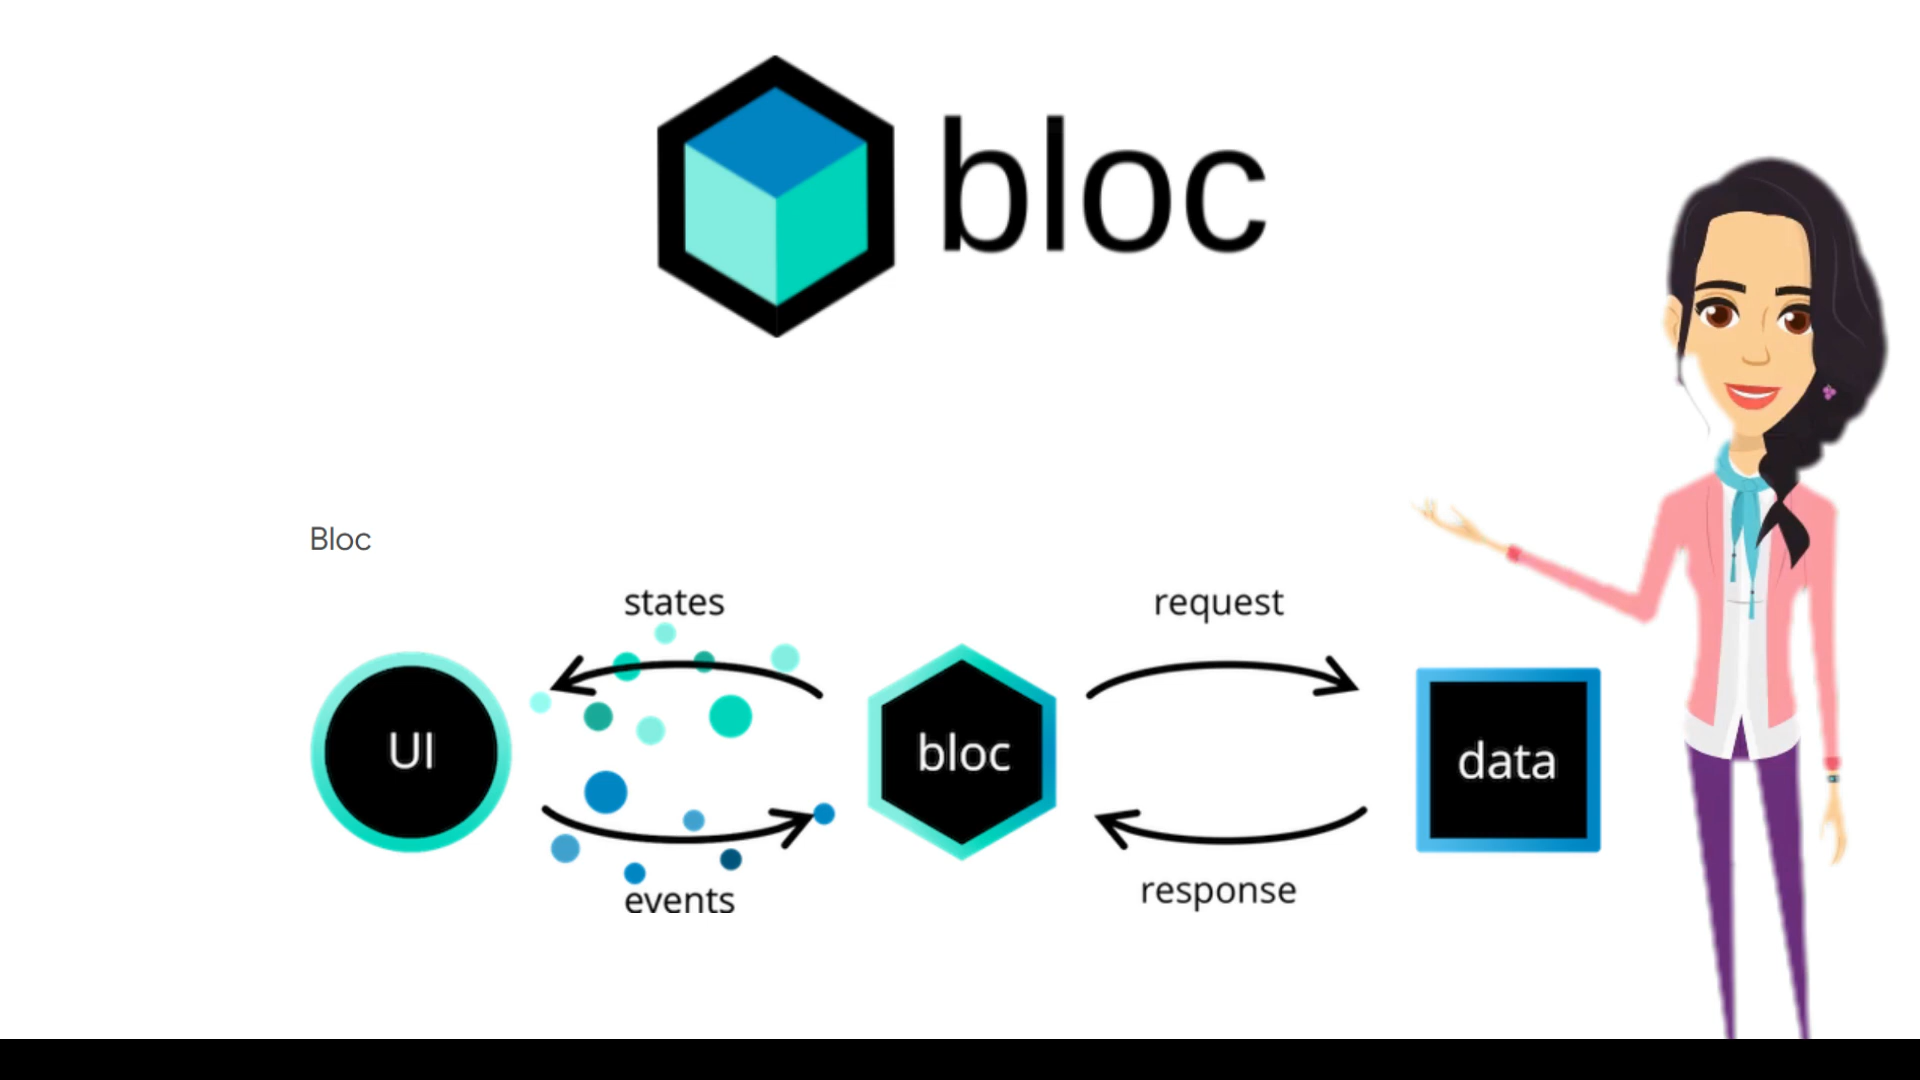 bloc
Bloc
states
request
UI
bloc
data
events
response